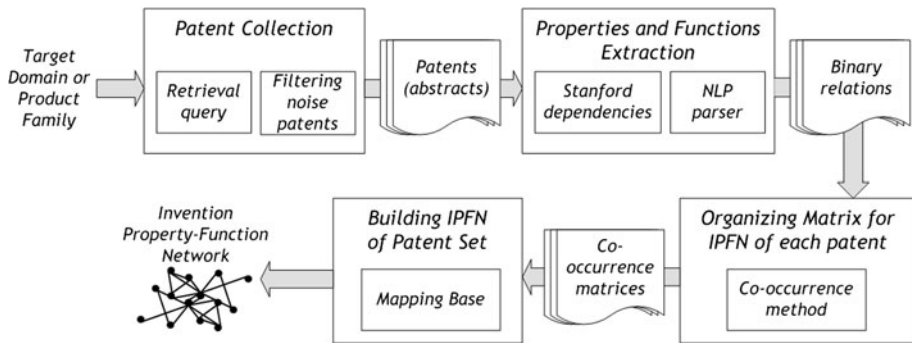 Target
Domain or
Product
Family
Patent Collection
Retrieval
query
Filtering
noise
patents
Patents
(abstracts)
Properties and Functions
Extraction
Stanford
dependencies
NLP
parser
Binary
relations
Organizing Matrix for
IPFN of each patent
Co-occurrence
method
Co-
occurrence
matrices
Building IPFN
of Patent Set
Mapping Base
Invention
Property-Function
Network